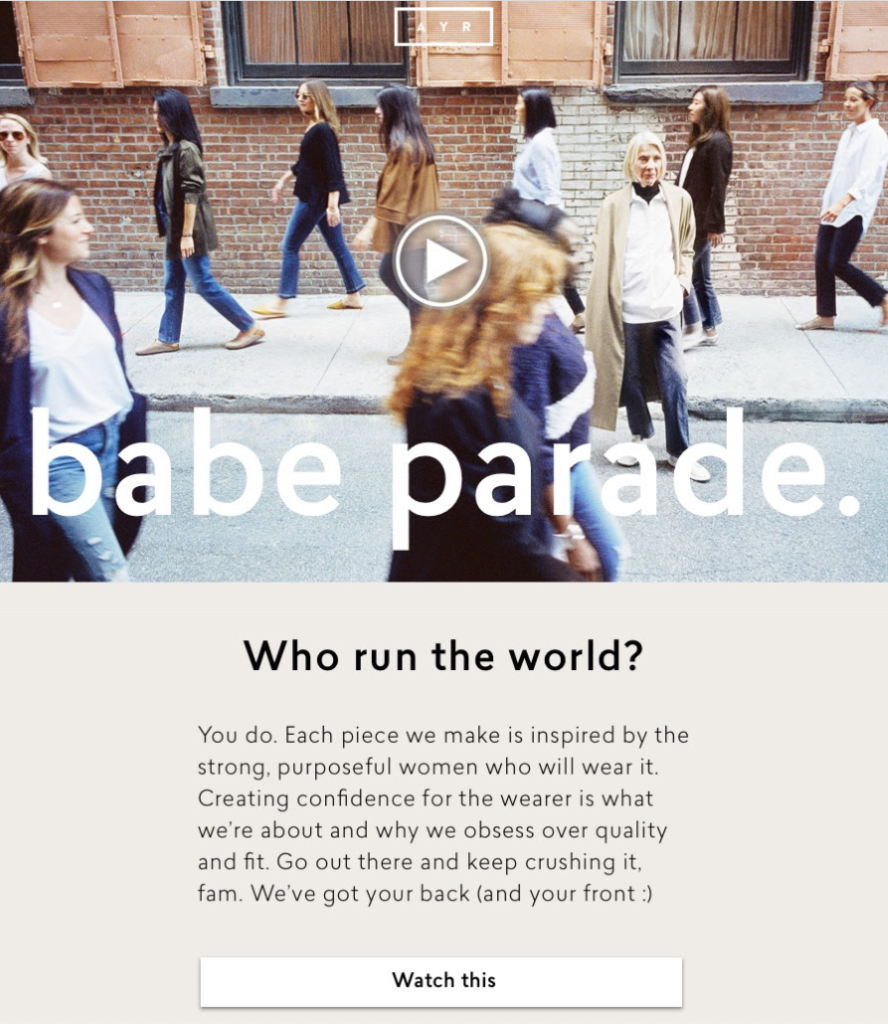 AYR
babe parade.
Who run the world?
You do. Each piece we make is inspired by the
strong, purposeful women who will wear it.
Creating confidence for the wearer is what
we’re about and why we obsess over quality
and fit. Go out there and keep crushing it,
fam. We’ve got your back (and your front :)
Watch this